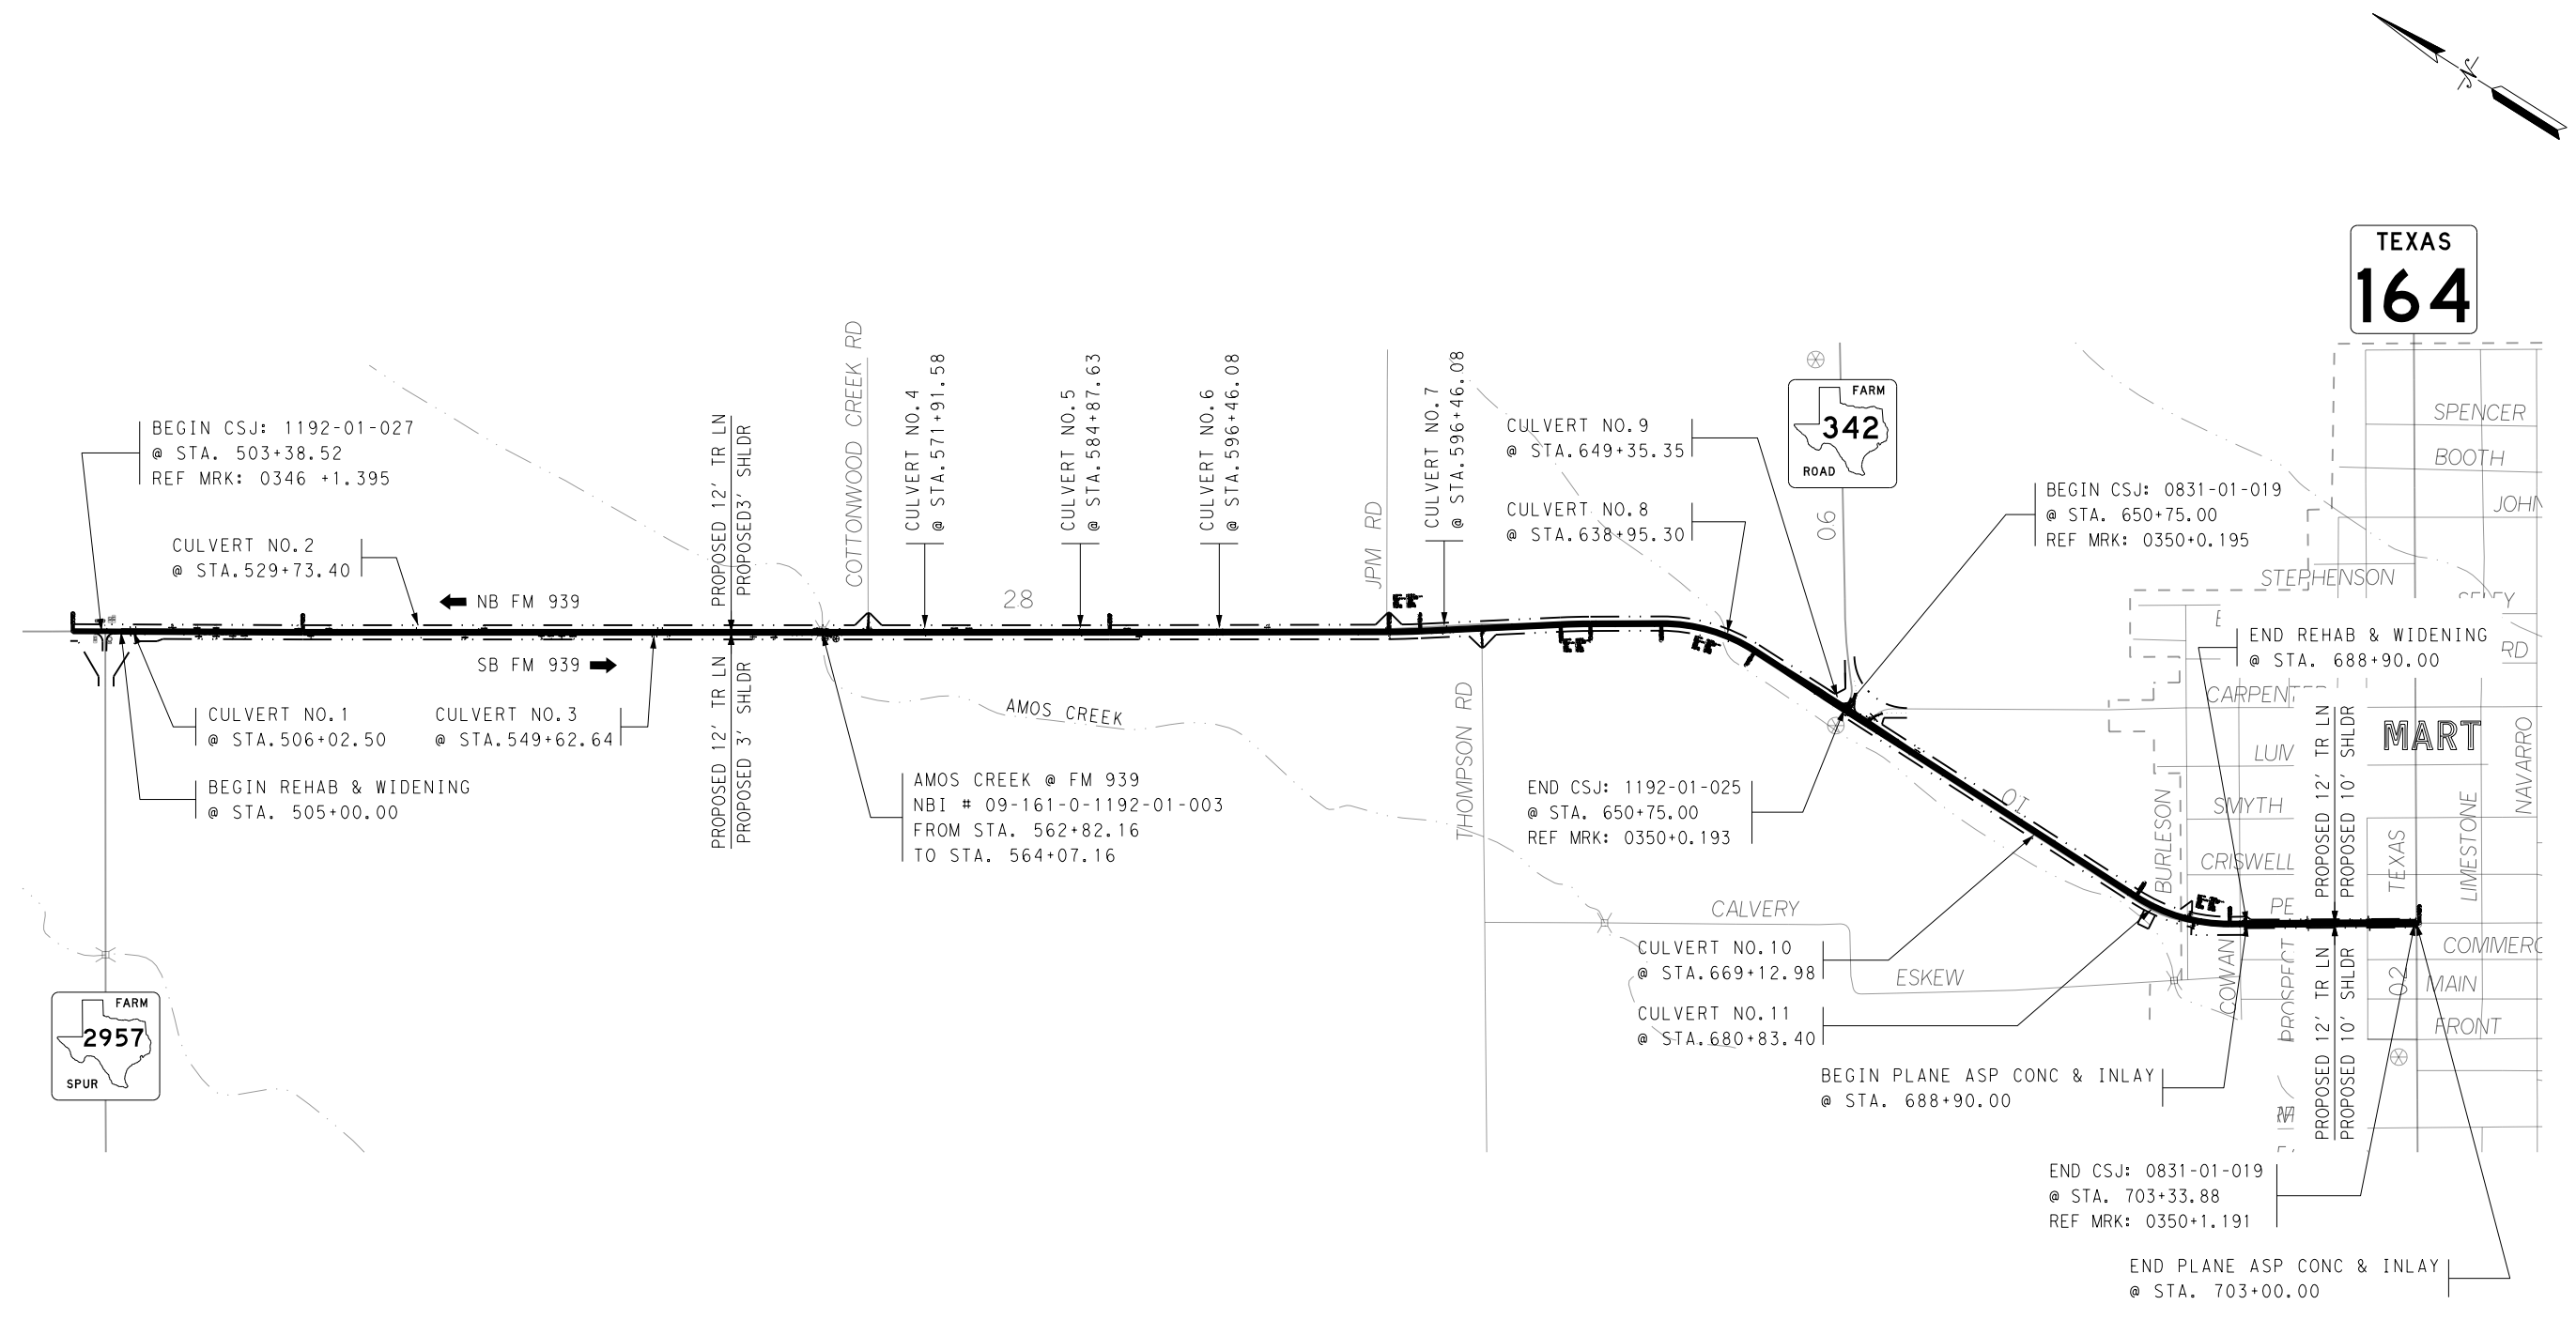 N
TEXAS
164
BEGIN CSJ: 1192-01-027
@ STA. 503+38.52
REF MRK: 0346 +1.395
CULVERT NO.2
@ STA.529+73.40
NB FM 939
SB FM 939
CULVERT NO.1
@ STA.506+02.50
CULVERT NO.3
@ STA.549+62.64
BEGIN REHAB & WIDENING
@ STA. 505+00.00
FARM
2957
SPUR
PROPOSED 12' TR LN
PROPOSED3' SHLDR
PROPOSED 12' TR LN
PROPOSED 3' SHLDR
COTTONWOOD CREEK RD
CULVERT NO.4
@ STA.571+91.58
28
CULVERT NO.5
@ STA.584+87.63
CULVERT NO.6
@ STA.596+46.08
AMOS CREEK
AMOS CREEK @ FM 939
NBI # 09-161-0-1192-01-003
FROM STA. 562+82.16
TO STA. 564+07.16
JPM RD
CULVERT NO.7
@ STA.596+46.08
THOMPSON RD
CULVERT NO.9
@ STA.649+35.35
CULVERT NO.8
@ STA.638+95.30
FARM
342
ROAD
06
BEGIN CSJ: 0831-01-019
@ STA. 650+75.00
REF MRK: 0350+0.195
END CSJ: 1192-01-025
@ STA. 650+75.00
REF MRK: 0350+0.193
01
CALVERY
ESKEW
CULVERT NO.10
@ STA.669+12.98
CULVERT NO.11
@ STA.680+83.40
BEGIN PLANE ASP CONC & INLAY
@ STA. 688+90.00
SPENCER
BOOTH
JOHN
STEPHENSON
END REHAB & WIDENING
@ STA. 688+90.00
RD
CARPENTER
LUN
MART
SMYTH
CRISWELL
PE
BURLESON
COWAN
PROSPECT
PROPOSED 12' TR LN
PROPOSED 10' SHLDR
PROPOSED 12' TR LN
PROPOSED 10' SHLDR
TEXAS
LIMESTONE
NAVARRO
02
COMMERC
MAIN
FRONT
END CSJ: 0831-01-019
@ STA. 703+33.88
REF MRK: 0350+1.191
END PLANE ASP CONC & INLAY
@ STA. 703+00.00